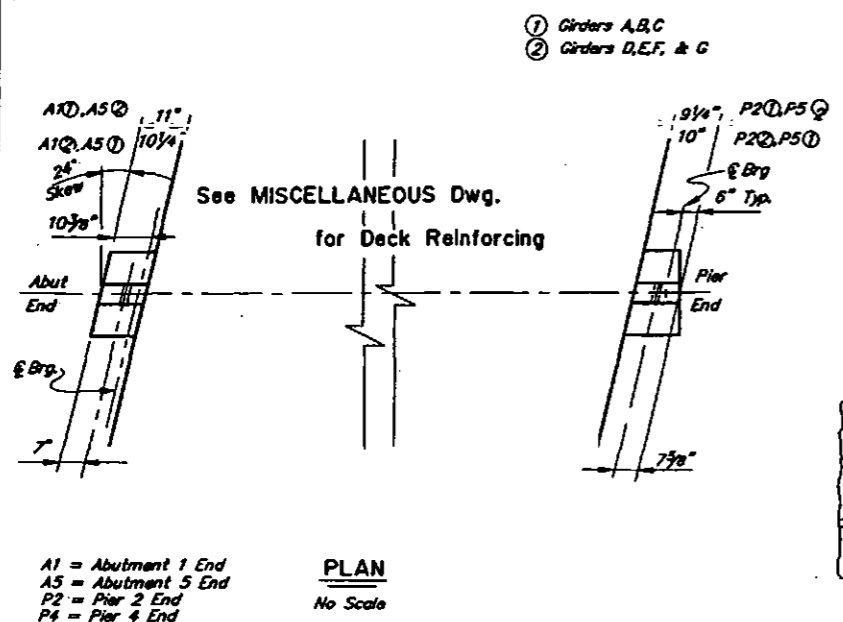 ① Girders A,B,C
② Girders D,E,F, & G
A1①,A5② 11"
A1②,A5① 10¼"
24°
Skew
10⅜"
See MISCELLANEOUS Dwg.
for Deck Reinforcing
9¼" P2①,P5②
10" P2②,P5①
℄ Brg
6" Typ.
Abut
End
Pier
End
℄ Brg.
7"
7⅝"
A1 = Abutment 1 End
A5 = Abutment 5 End
P2 = Pier 2 End
P4 = Pier 4 End
PLAN
No Scale